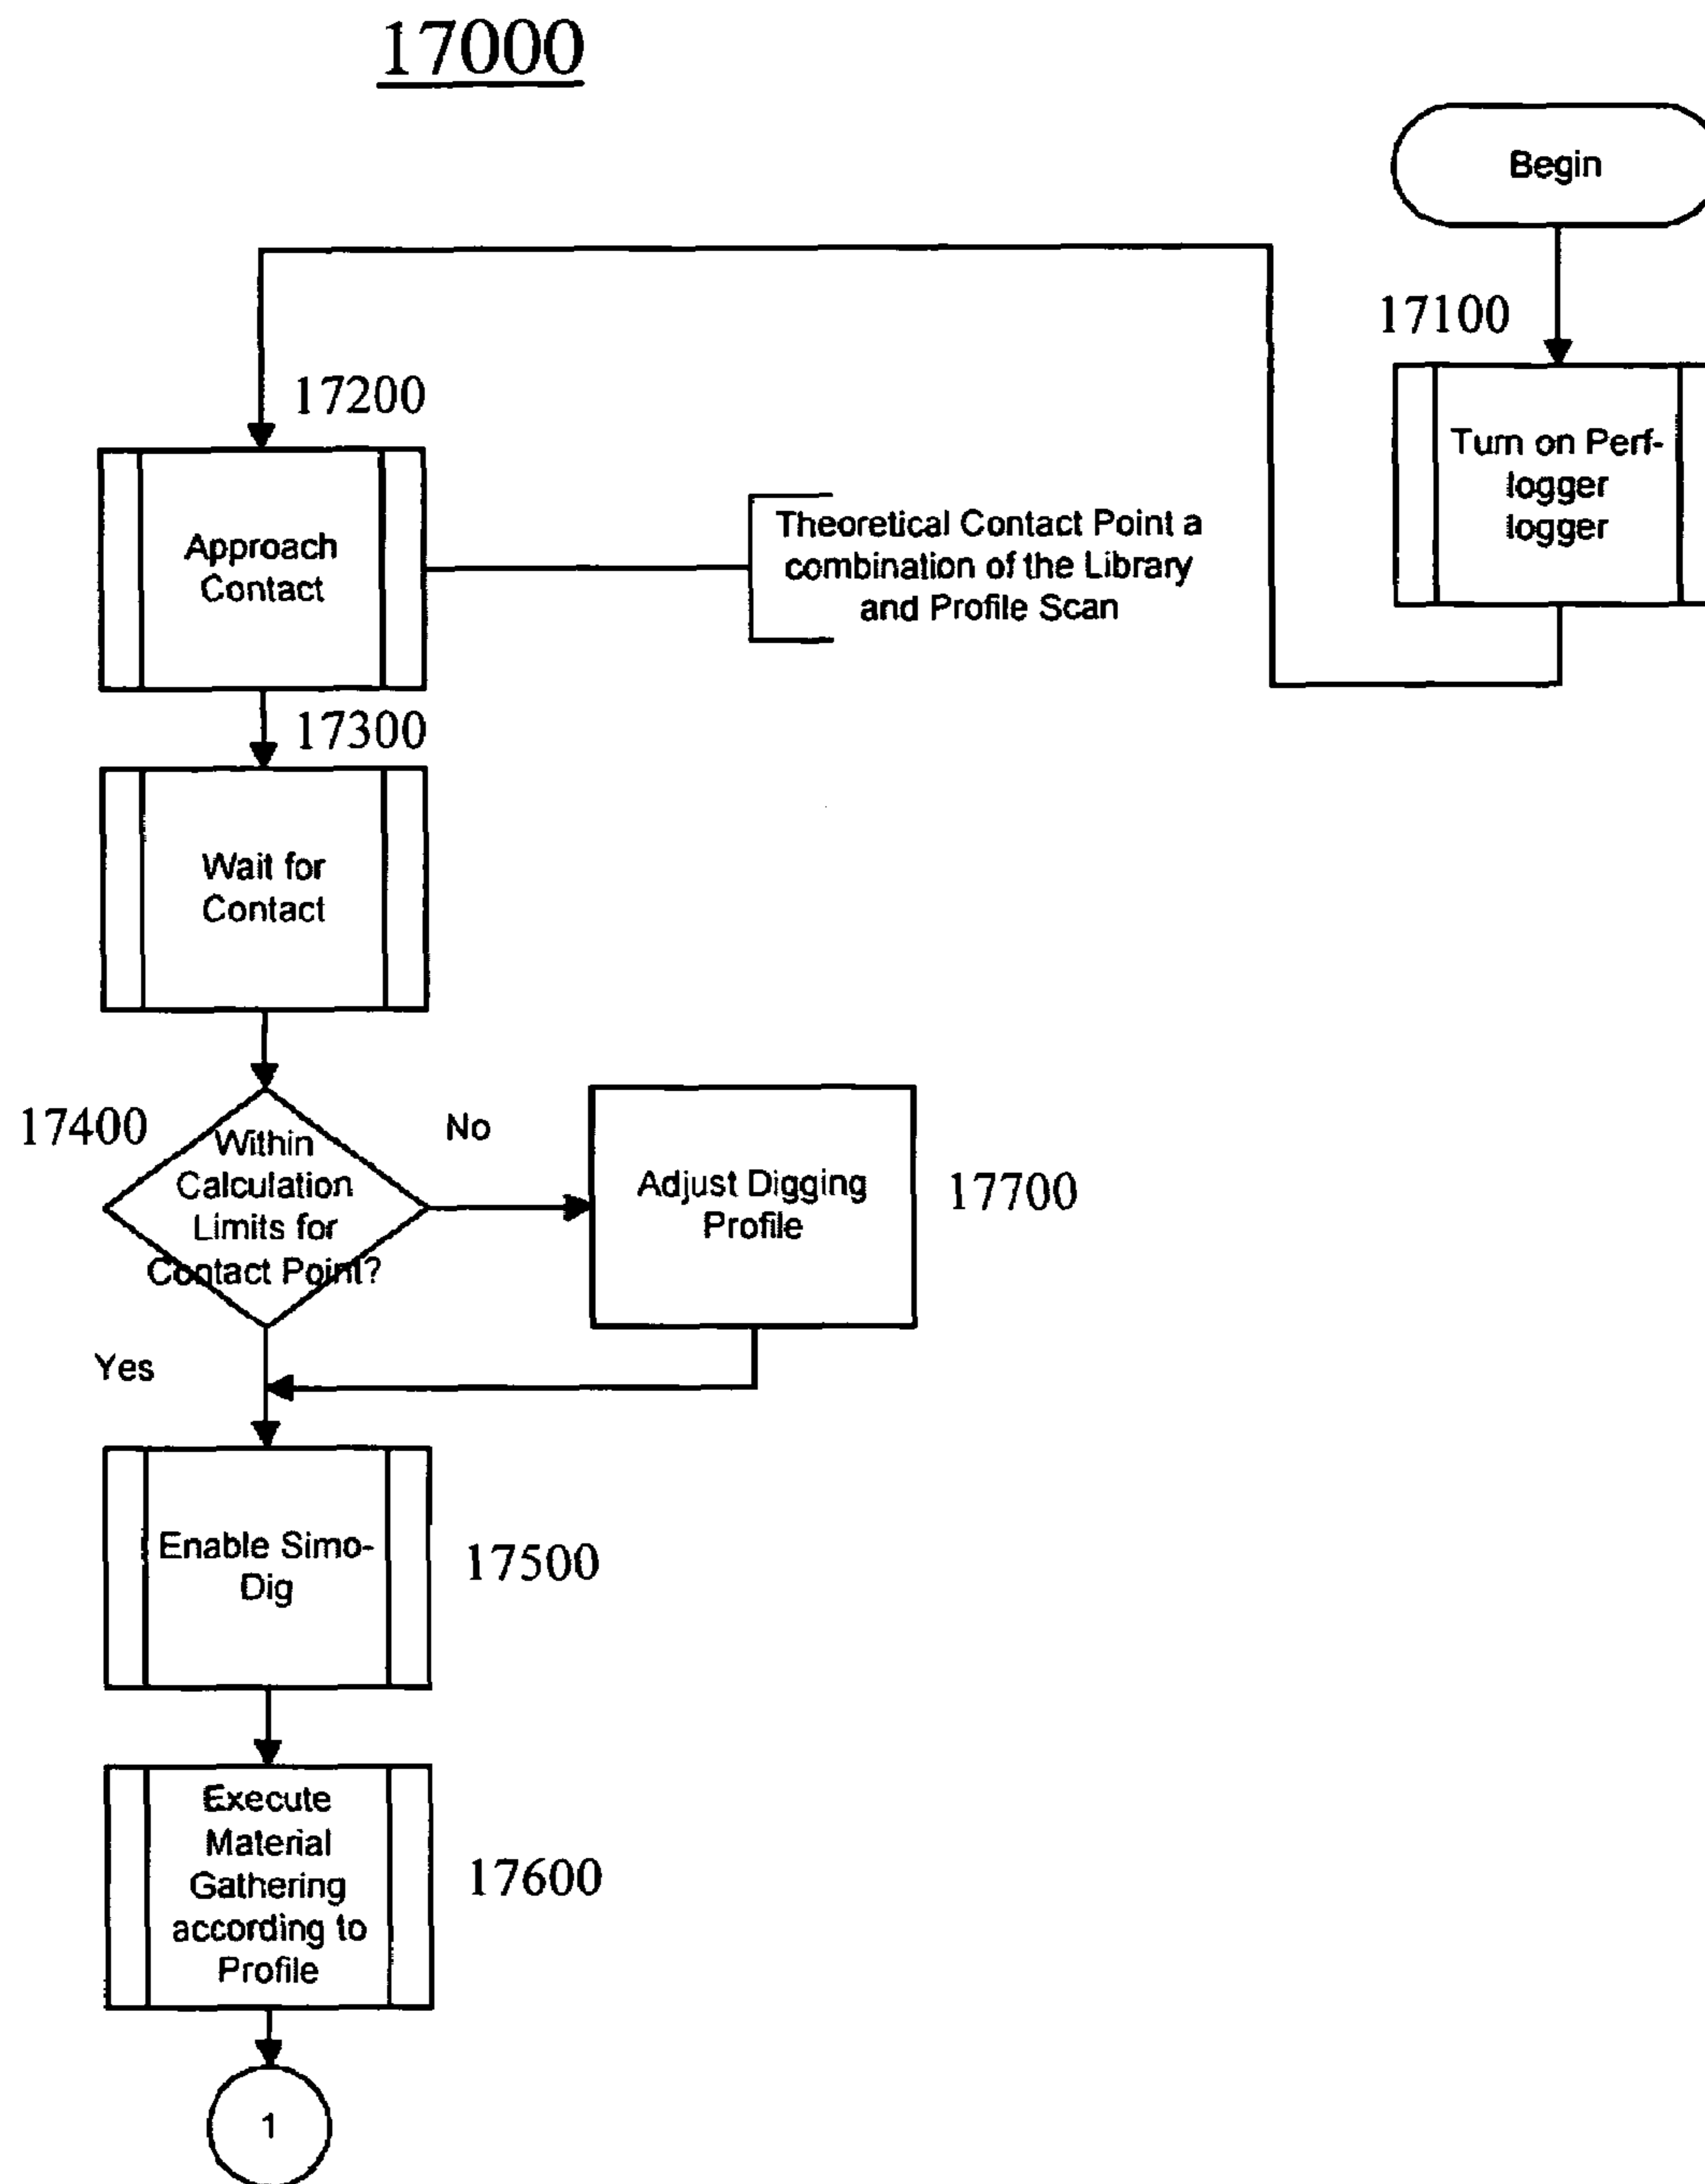 17000
Begin
17100
Turn on Perf-
logger
logger
17200
Approach
Contact
Theoretical Contact Point a
combination of the Library
and Profile Scan
17300
Wait for
Contact
17400
Within
Calculation
Limits for
Contact Point?
No
Adjust Digging
Profile
17700
Yes
Enable Simo-
Dig
17500
Execute
Material
Gathering
according to
Profile
17600
1